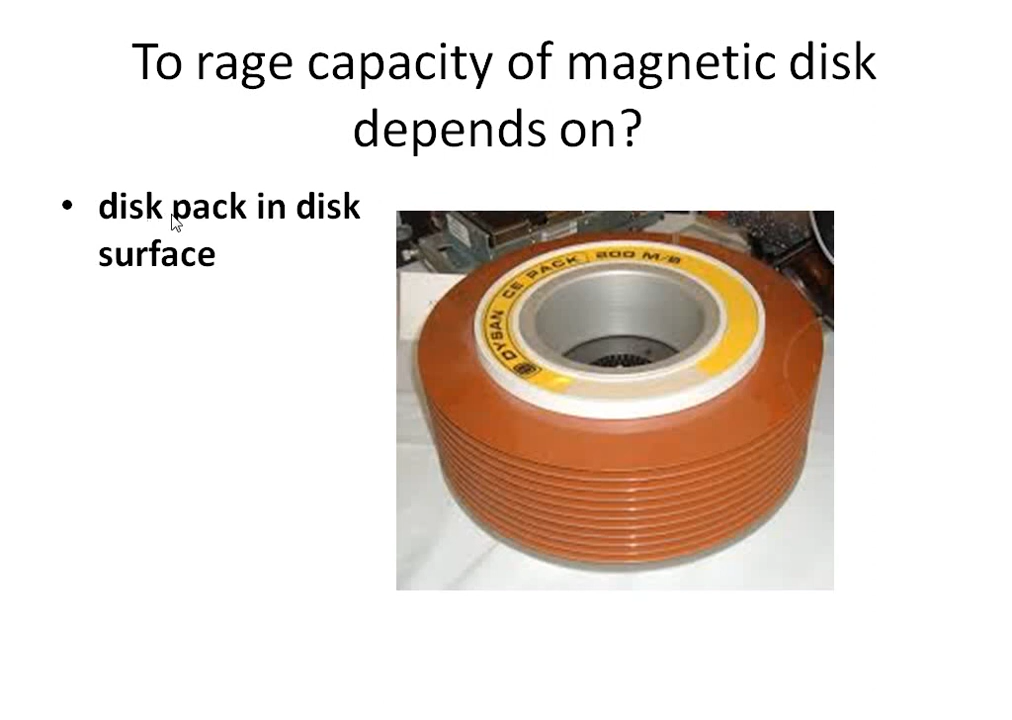 To rage capacity of magnetic disk
depends on?
• disk pack in disk
surface
DYSAN CE PACK 200 M/B